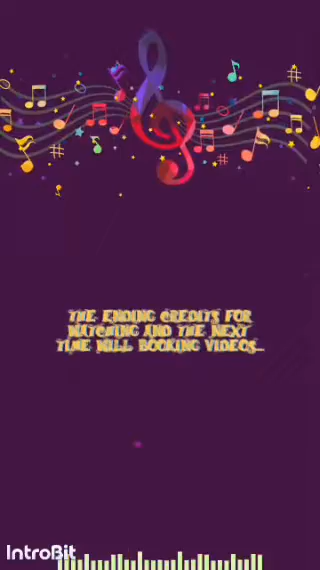 THE ENDING CREDITS FOR
WATCHING AND THE NEXT
TIME WILL BOOKING VIDEOS...
IntroBit